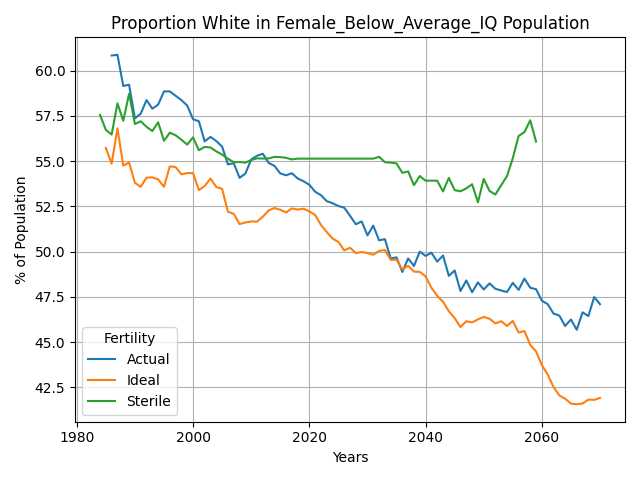 Proportion White in Female_Below_Average_IQ Population
% of Population
60.0
57.5
55.0
52.5
50.0
47.5
45.0
42.5
Fertility
Actual
Ideal
Sterile
1980
2000
2020
2040
2060
Years